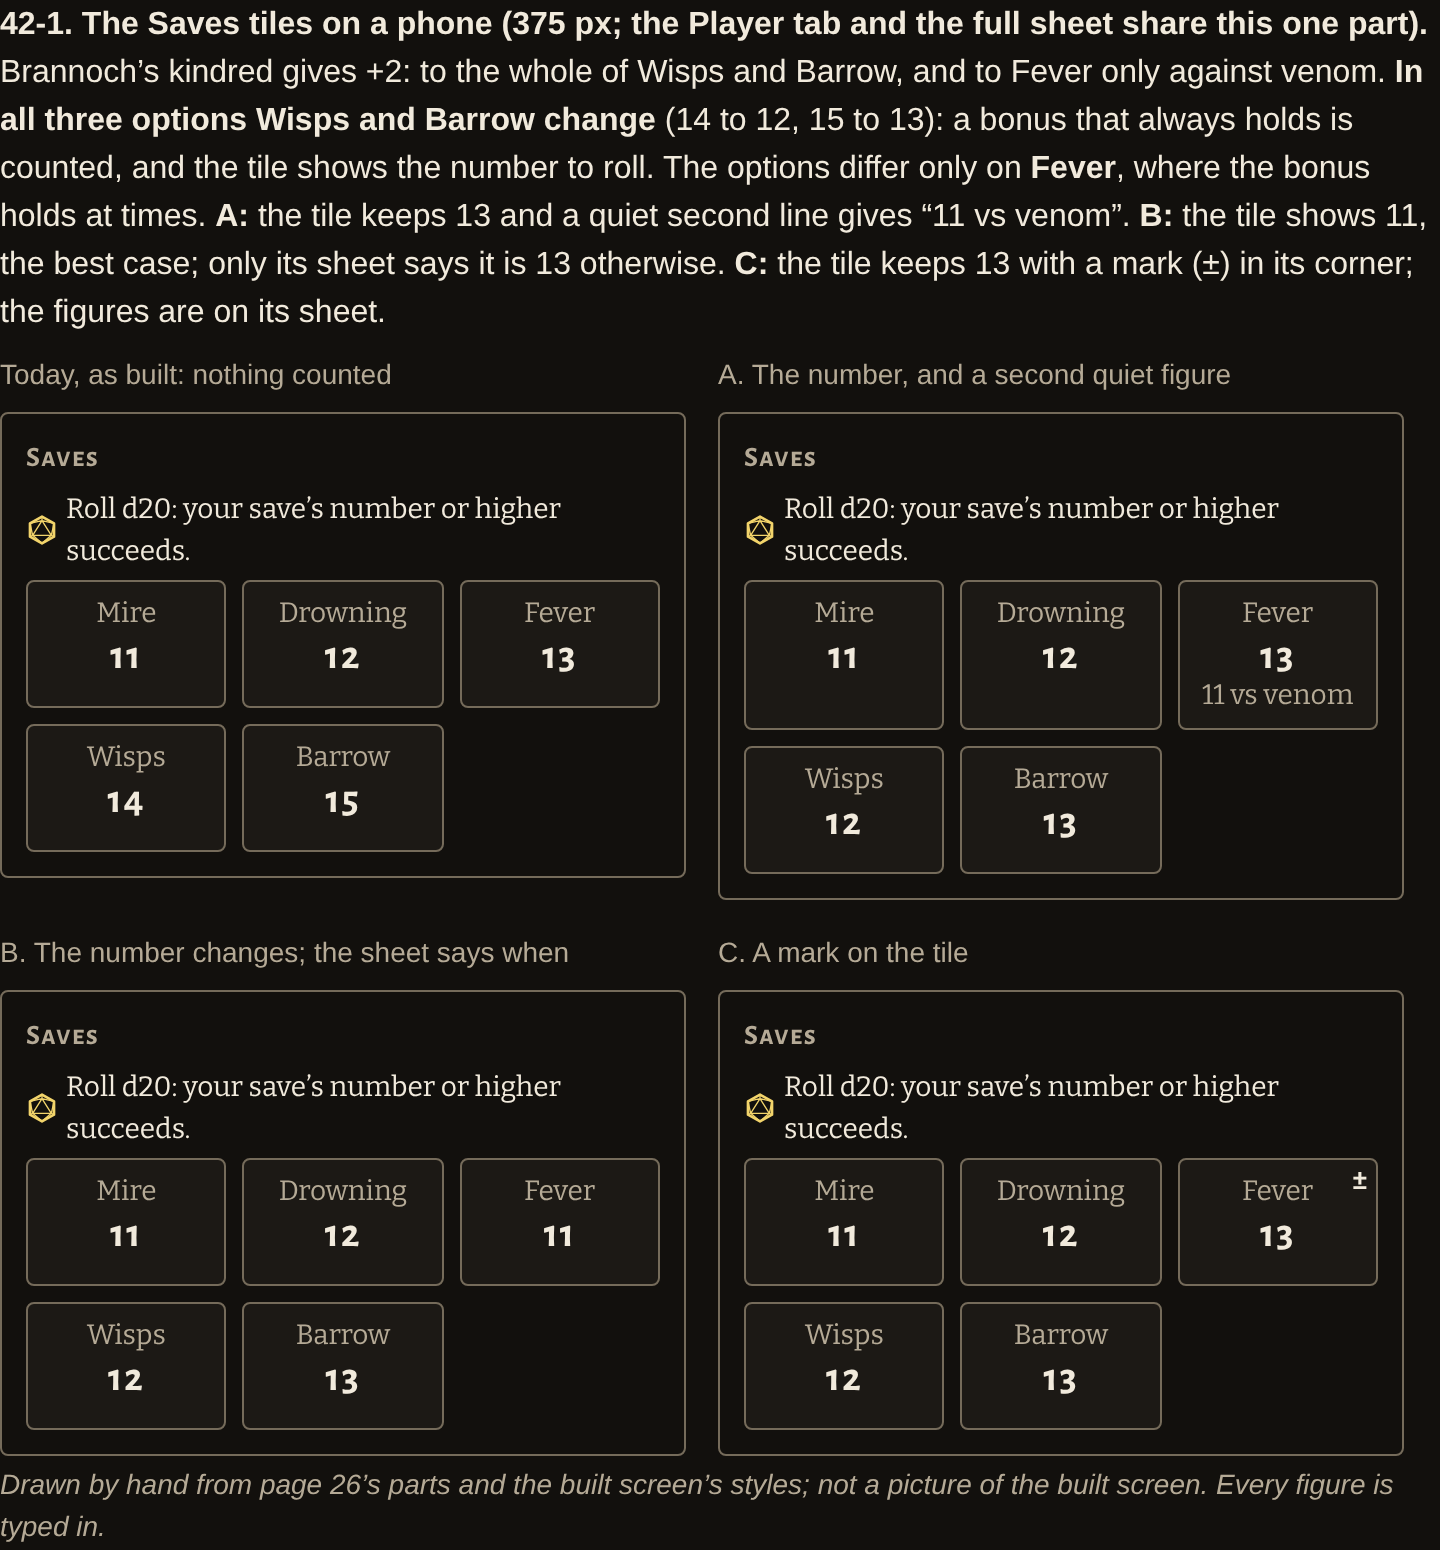 42-1. The Saves tiles on a phone (375 px; the Player tab and the full sheet share this one part).
Brannoch’s kindred gives +2: to the whole of Wisps and Barrow, and to Fever only against venom. In
all three options Wisps and Barrow change (14 to 12, 15 to 13): a bonus that always holds is
counted, and the tile shows the number to roll. The options differ only on Fever, where the bonus
holds at times. A: the tile keeps 13 and a quiet second line gives “11 vs venom”. B: the tile shows 11,
the best case; only its sheet says it is 13 otherwise. C: the tile keeps 13 with a mark (±) in its corner;
the figures are on its sheet.
Today, as built: nothing counted
Saves
Roll d20: your save’s number or higher
succeeds.
Mire
11
Drowning
12
Fever
13
Wisps
14
Barrow
15
A. The number, and a second quiet figure
Saves
Roll d20: your save’s number or higher
succeeds.
Mire
11
Drowning
12
Fever
13
11 vs venom
Wisps
12
Barrow
13
B. The number changes; the sheet says when
Saves
Roll d20: your save’s number or higher
succeeds.
Mire
11
Drowning
12
Fever
11
Wisps
12
Barrow
13
C. A mark on the tile
Saves
Roll d20: your save’s number or higher
succeeds.
Mire
11
Drowning
12
Fever
±
13
Wisps
12
Barrow
13
Drawn by hand from page 26’s parts and the built screen’s styles; not a picture of the built screen. Every figure is
typed in.